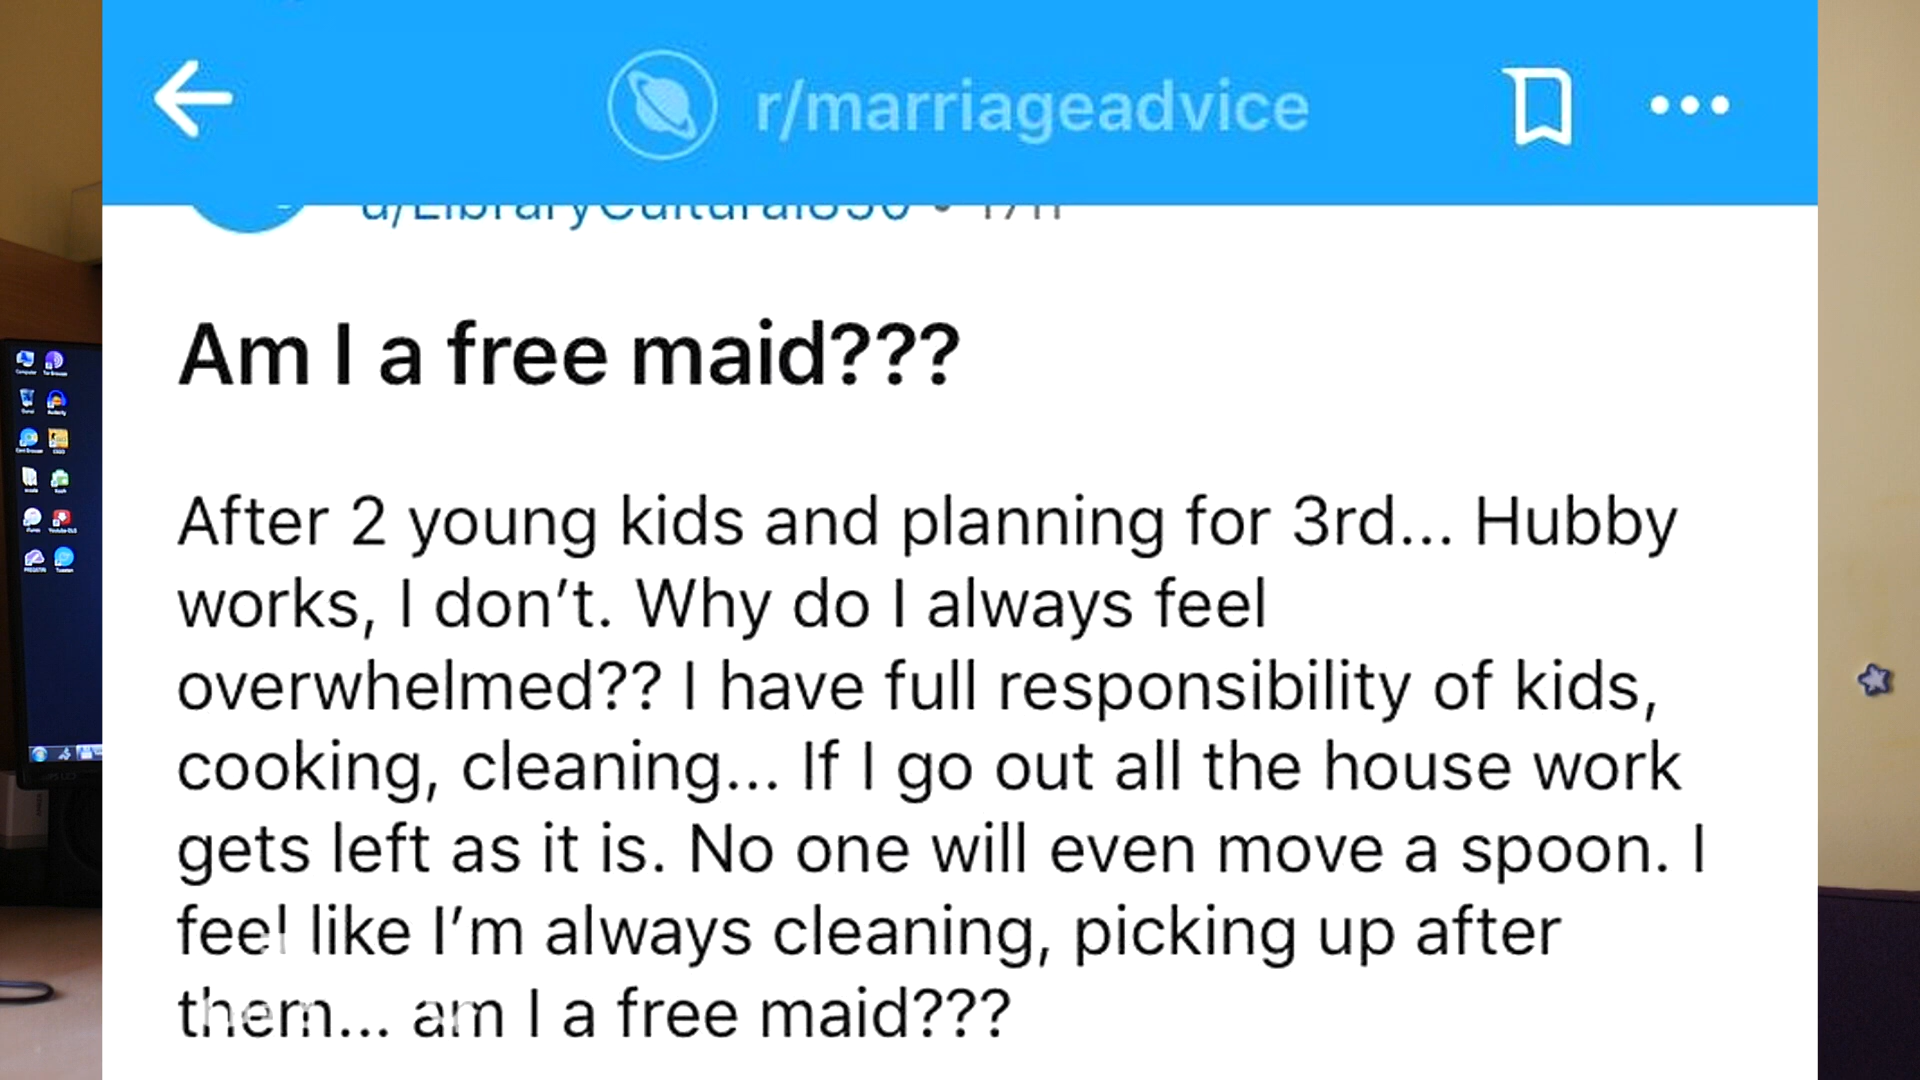 r/marriageadvice
Am I a free maid???
After 2 young kids and planning for 3rd... Hubby
works, I don’t. Why do I always feel
overwhelmed?? I have full responsibility of kids,
cooking, cleaning... If I go out all the house work
gets left as it is. No one will even move a spoon. I
feel like I’m always cleaning, picking up after
them... am I a free maid???